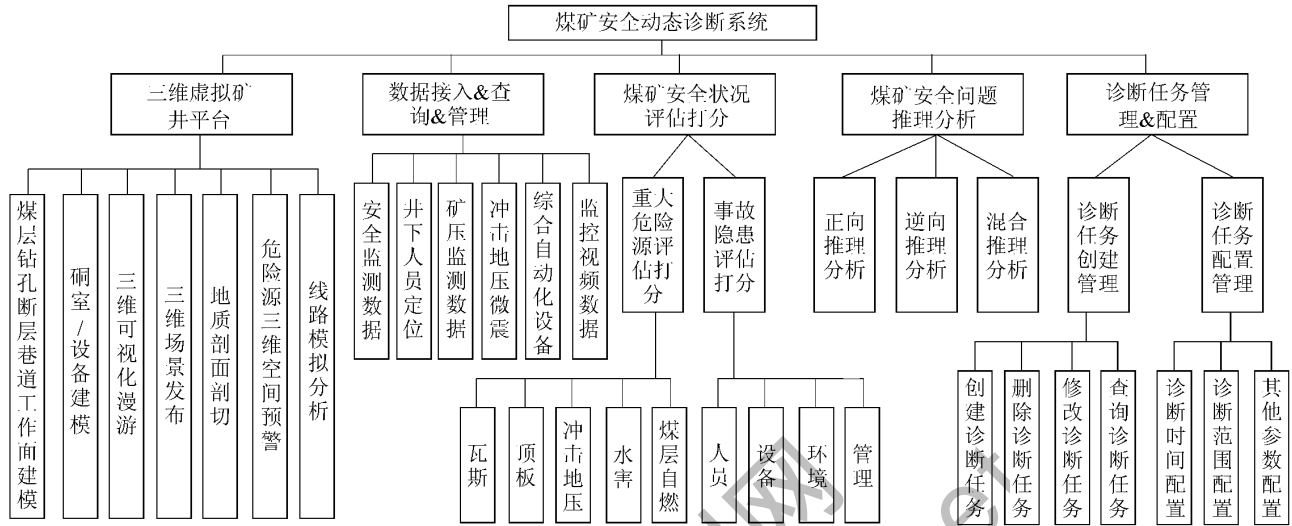 煤矿安全动态诊断系统
三维虚拟矿
井平台
数据接入&查
询&管理
煤矿安全状况
评估打分
煤矿安全问题
推理分析
诊断任务管
理&配置
煤层钻孔断层巷道工作面建模
硐室/设备建模
三维可视化漫游
三维场景发布
地质剖面剖切
危险源三维空间预警
线路模拟分析
安全监测数据
井下人员定位
矿压监测数据
冲击地压微震
综合自动化设备
监控视频数据
重大
危险
源评
估打
分
事故
隐患
评估
打分
正向
推理
分析
逆向
推理
分析
混合
推理
分析
诊断
任务
创建
管理
诊断
任务
配置
管理
瓦斯
顶板
冲击地压
水害
煤层自燃
人员
设备
环境
管理
创建诊断任务
删除诊断任务
修改诊断任务
查询诊断任务
诊断时间配置
诊断范围配置
其他参数配置
网
et